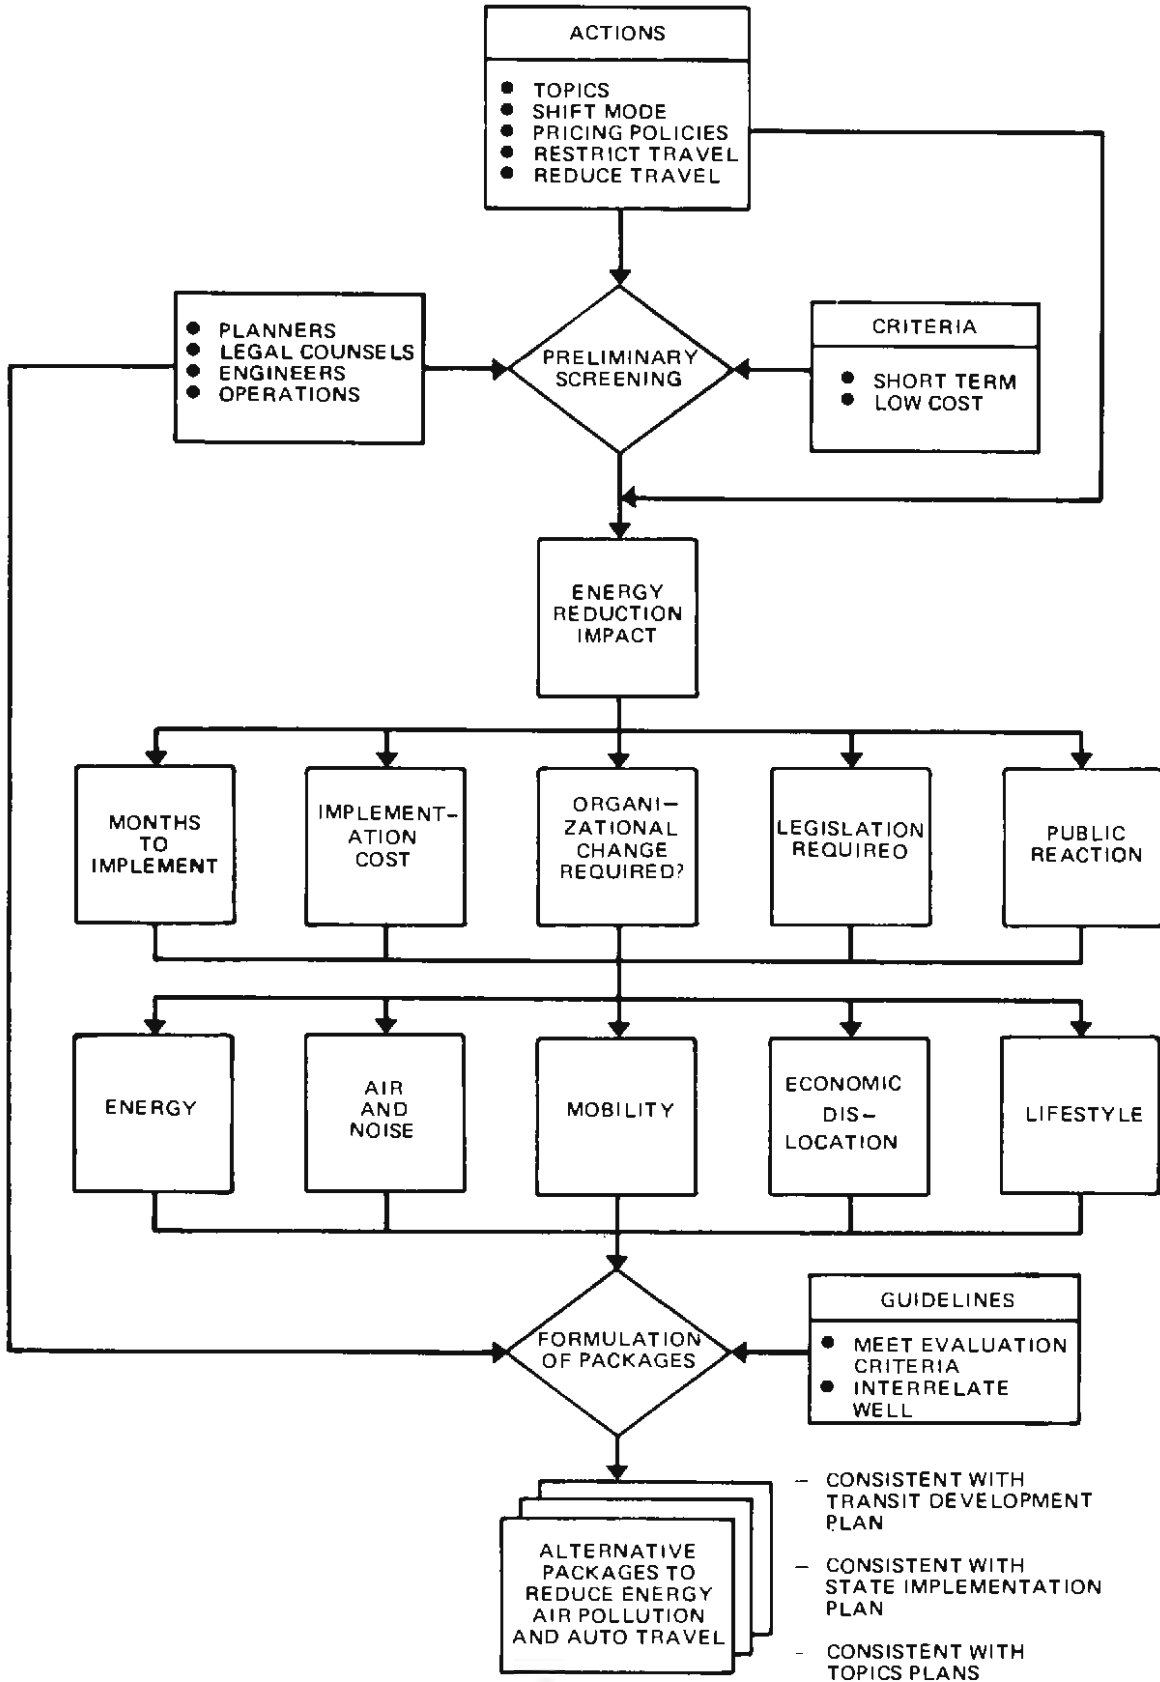 ACTIONS
● TOPICS
● SHIFT MODE
● PRICING POLICIES
● RESTRICT TRAVEL
● REDUCE TRAVEL
● PLANNERS
● LEGAL COUNSELS
● ENGINEERS
● OPERATIONS
PRELIMINARY
SCREENING
CRITERIA
● SHORT TERM
● LOW COST
ENERGY
REDUCTION
IMPACT
MONTHS
TO
IMPLEMENT
IMPLEMENT-
ATION
COST
ORGANI-
ZATIONAL
CHANGE
REQUIRED?
LEGISLATION
REQUIRED
PUBLIC
REACTION
ENERGY
AIR
AND
NOISE
MOBILITY
ECONOMIC
DIS-
LOCATION
LIFESTYLE
FORMULATION
OF PACKAGES
GUIDELINES
● MEET EVALUATION
CRITERIA
● INTERRELATE
WELL
ALTERNATIVE
PACKAGES TO
REDUCE ENERGY
AIR POLLUTION
AND AUTO TRAVEL
- CONSISTENT WITH
TRANSIT DEVELOPMENT
PLAN
- CONSISTENT WITH
STATE IMPLEMENTATION
PLAN
- CONSISTENT WITH
TOPICS PLANS